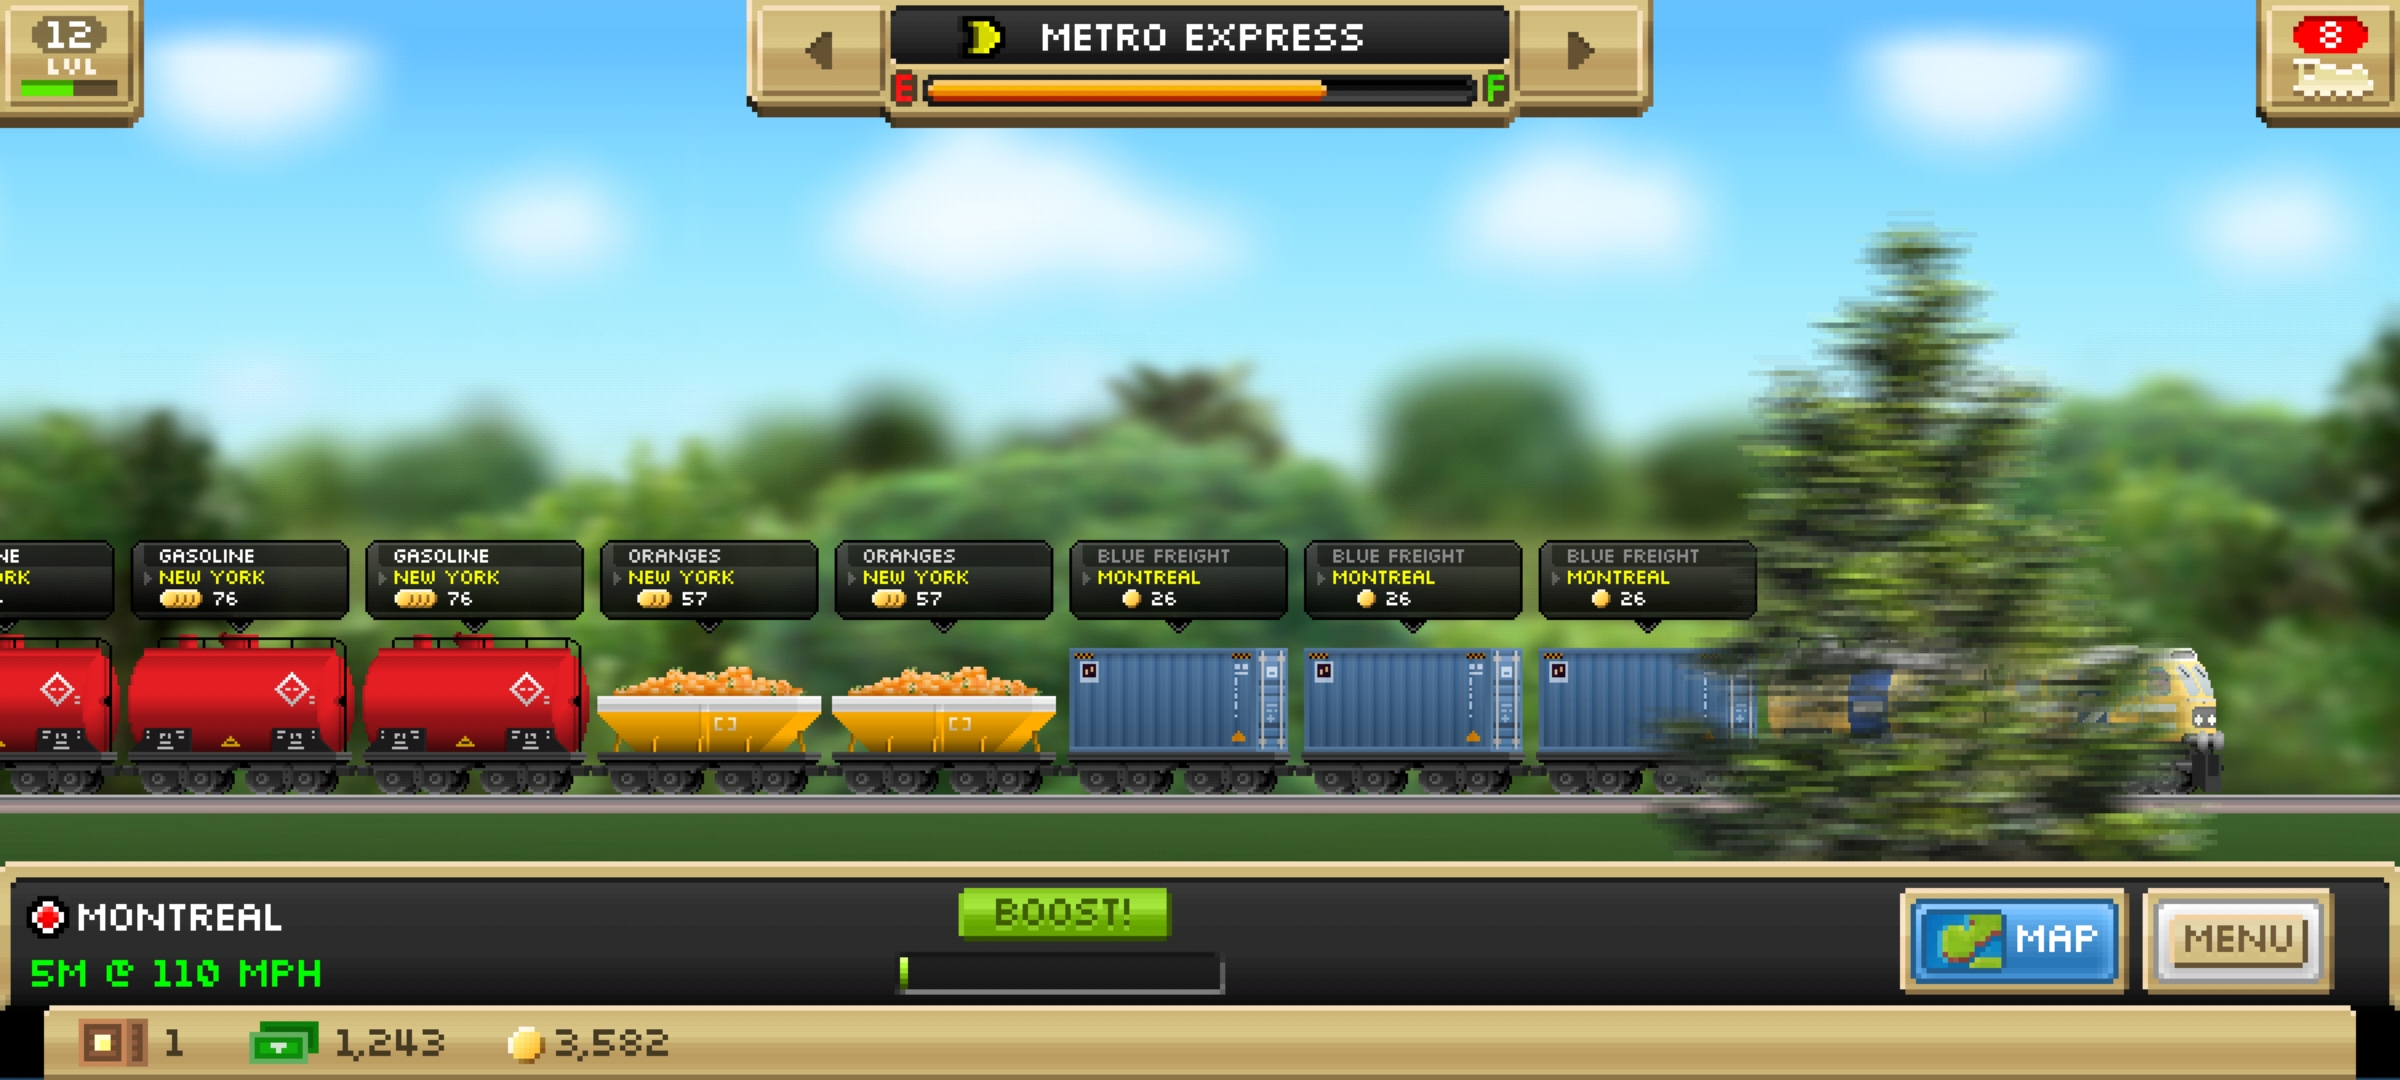 12
LVL
METRO EXPRESS
E F
8
NE
GASOLINE
GASOLINE
ORANGES
ORANGES
BLUE FREIGHT
BLUE FREIGHT
BLUE FREIGHT
RK
NEW YORK
NEW YORK
NEW YORK
NEW YORK
MONTREAL
MONTREAL
MONTREAL
76
76
57
57
26
26
26
MONTREAL
5M @ 110 MPH
BOOST!
MAP
MENU
1
1,243
3,582